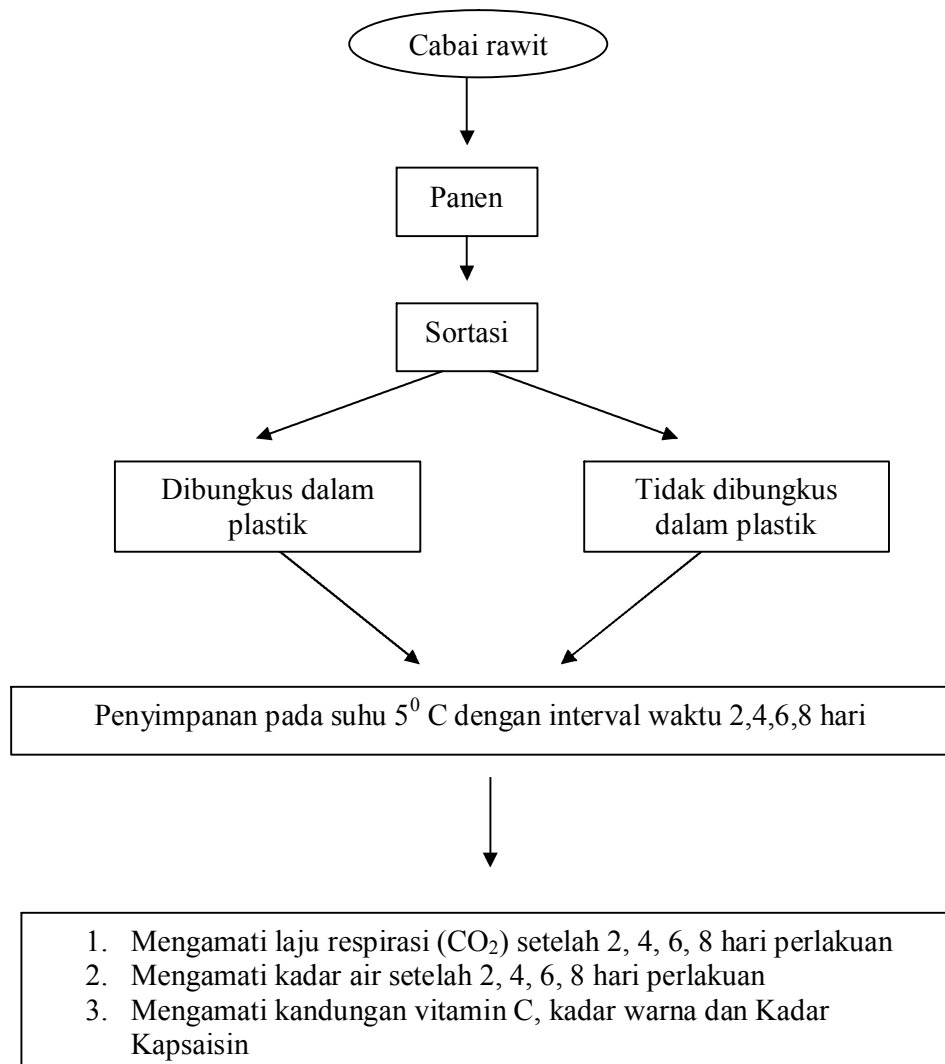 Cabai rawit
Panen
Sortasi
Dibungkus dalam
plastik
Tidak dibungkus
dalam plastik
Penyimpanan pada suhu 5⁰ C dengan interval waktu 2,4,6,8 hari
1. Mengamati laju respirasi (CO₂) setelah 2, 4, 6, 8 hari perlakuan
2. Mengamati kadar air setelah 2, 4, 6, 8 hari perlakuan
3. Mengamati kandungan vitamin C, kadar warna dan Kadar
Kapsaisin